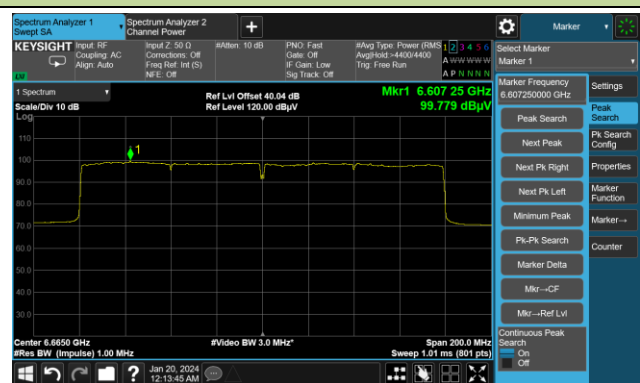 Spectrum Analyzer 1
Swept SA
Spectrum Analyzer 2
Channel Power
Marker
KEYSIGHT
Input: RF
Coupling: AC
Align: Auto
Input Z: 50 Ω
Corrections: Off
Freq Ref: Int (S)
NFE: Off
#Atten: 10 dB
PNO: Fast
Gate: Off
IF Gain: Low
Sig Track: Off
#Avg Type: Power (RMS
Avg|Hold:>4400/4400
Trig: Free Run
1 2 3 4 5 6
A W W W W W
A P N N N N
LW
Select Marker
Marker 1
1 Spectrum
Scale/Div 10 dB
Log
Ref Lvl Offset 40.04 dB
Ref Level 120.00 dBµV
Mkr1 6.607 25 GHz
99.779 dBµV
1
110
100
90.0
80.0
70.0
60.0
50.0
40.0
30.0
Center 6.6650 GHz
#Res BW (Impulse) 1.00 MHz
#Video BW 3.0 MHz*
Span 200.0 MHz
Sweep 1.01 ms (801 pts)
Marker Frequency
6.607250000 GHz
Peak Search
Next Peak
Next Pk Right
Next Pk Left
Minimum Peak
Pk-Pk Search
Marker Delta
Mkr→CF
Mkr→Ref Lvl
Continuous Peak
Search
On
Off
Settings
Peak
Search
Pk Search
Config
Properties
Marker
Function
Marker→
Counter
?
Jan 20, 2024
12:13:45 AM